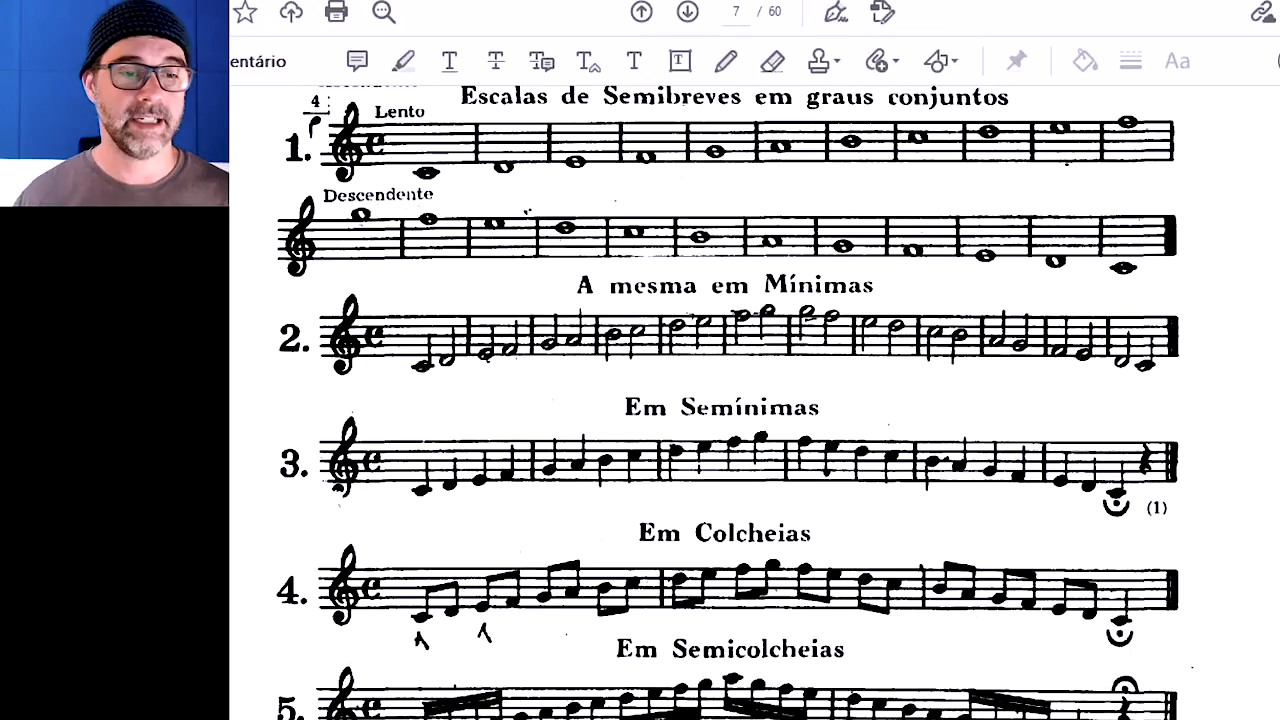 7 / 60
entário
Aa
Escalas de Semibreves em graus conjuntos
4
Lento
1.
Descendente
A mesma em Mínimas
2.
Em Semínimas
3.
(1)
Em Colcheias
4.
Em Semicolcheias
5.